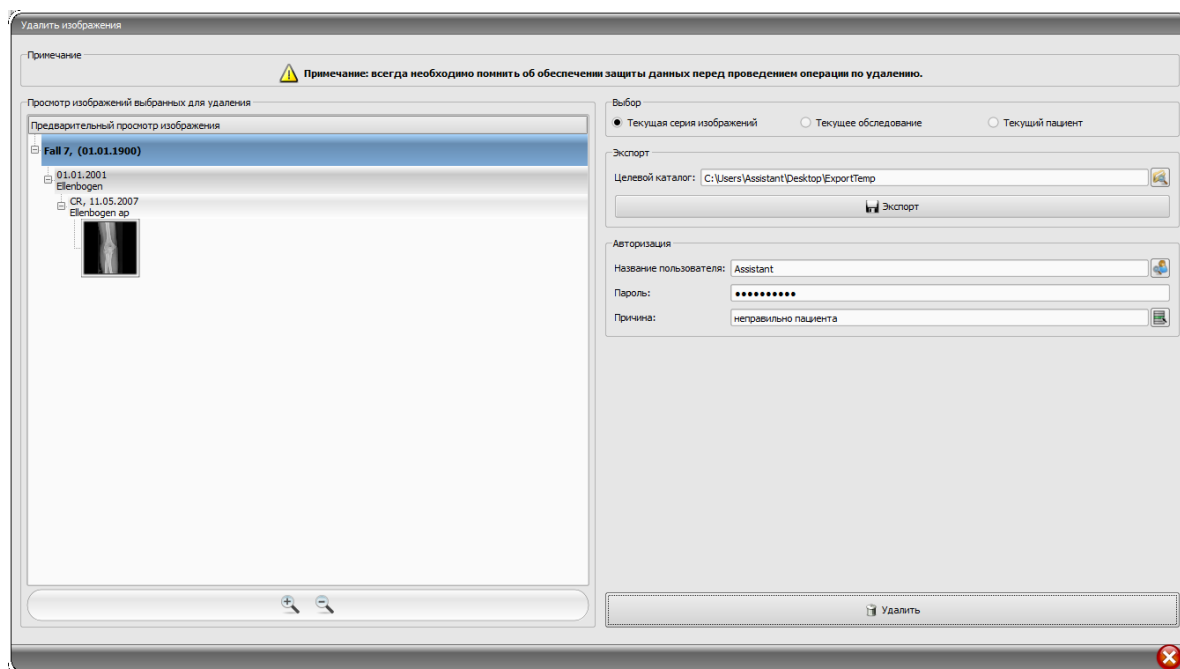 Удалить изображения
Примечание
Примечание: всегда необходимо помнить об обеспечении защиты данных перед проведением операции по удалению.
Просмотр изображений выбранных для удаления
Предварительный просмотр изображения
Fall 7, (01.01.1900)
01.01.2001
Ellenbogen
CR, 11.05.2007
Ellenbogen ap
Выбор
Текущая серия изображений
Текущее обследование
Текущий пациент
Экспорт
Целевой каталог: C:\Users\Assistant\Desktop\ExportTemp
Экспорт
Авторизация
Название пользователя: Assistant
Пароль: ●●●●●●●●●●
Причина: неправильно пациента
Удалить